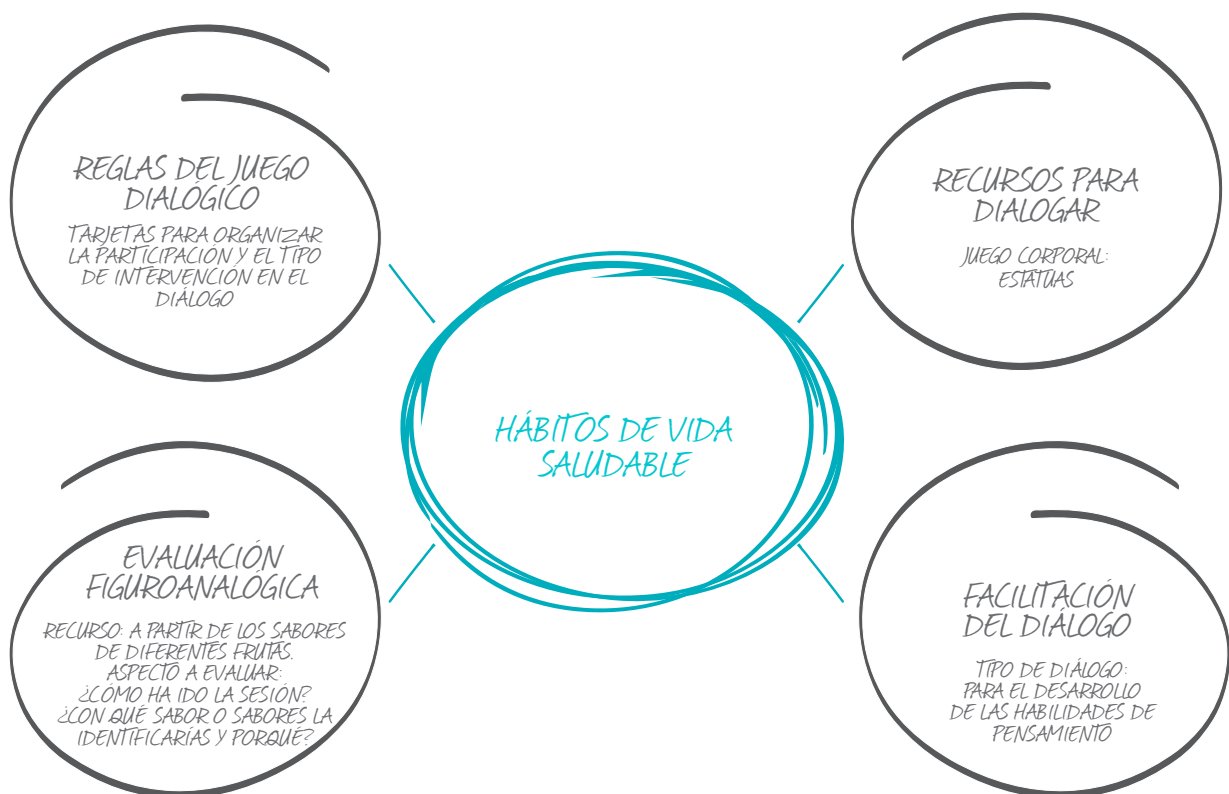 REGLAS DEL JUEGO
DIALÓGICO
TARJETAS PARA ORGANIZAR
LA PARTICIPACIÓN Y EL TIPO
DE INTERVENCIÓN EN EL
DIÁLOGO
RECURSOS PARA
DIALOGAR
JUEGO CORPORAL:
ESTATUAS
HÁBITOS DE VIDA
SALUDABLE
EVALUACIÓN
FIGUROANALÓGICA
RECURSO: A PARTIR DE LOS SABORES
DE DIFERENTES FRUTAS.
ASPECTO A EVALUAR:
¿CÓMO HA IDO LA SESIÓN?
¿CON QUÉ SABOR O SABORES LA
IDENTIFICARÍAS Y PORQUÉ?
FACILITACIÓN
DEL DIÁLOGO
TIPO DE DIÁLOGO:
PARA EL DESARROLLO
DE LAS HABILIDADES DE
PENSAMIENTO